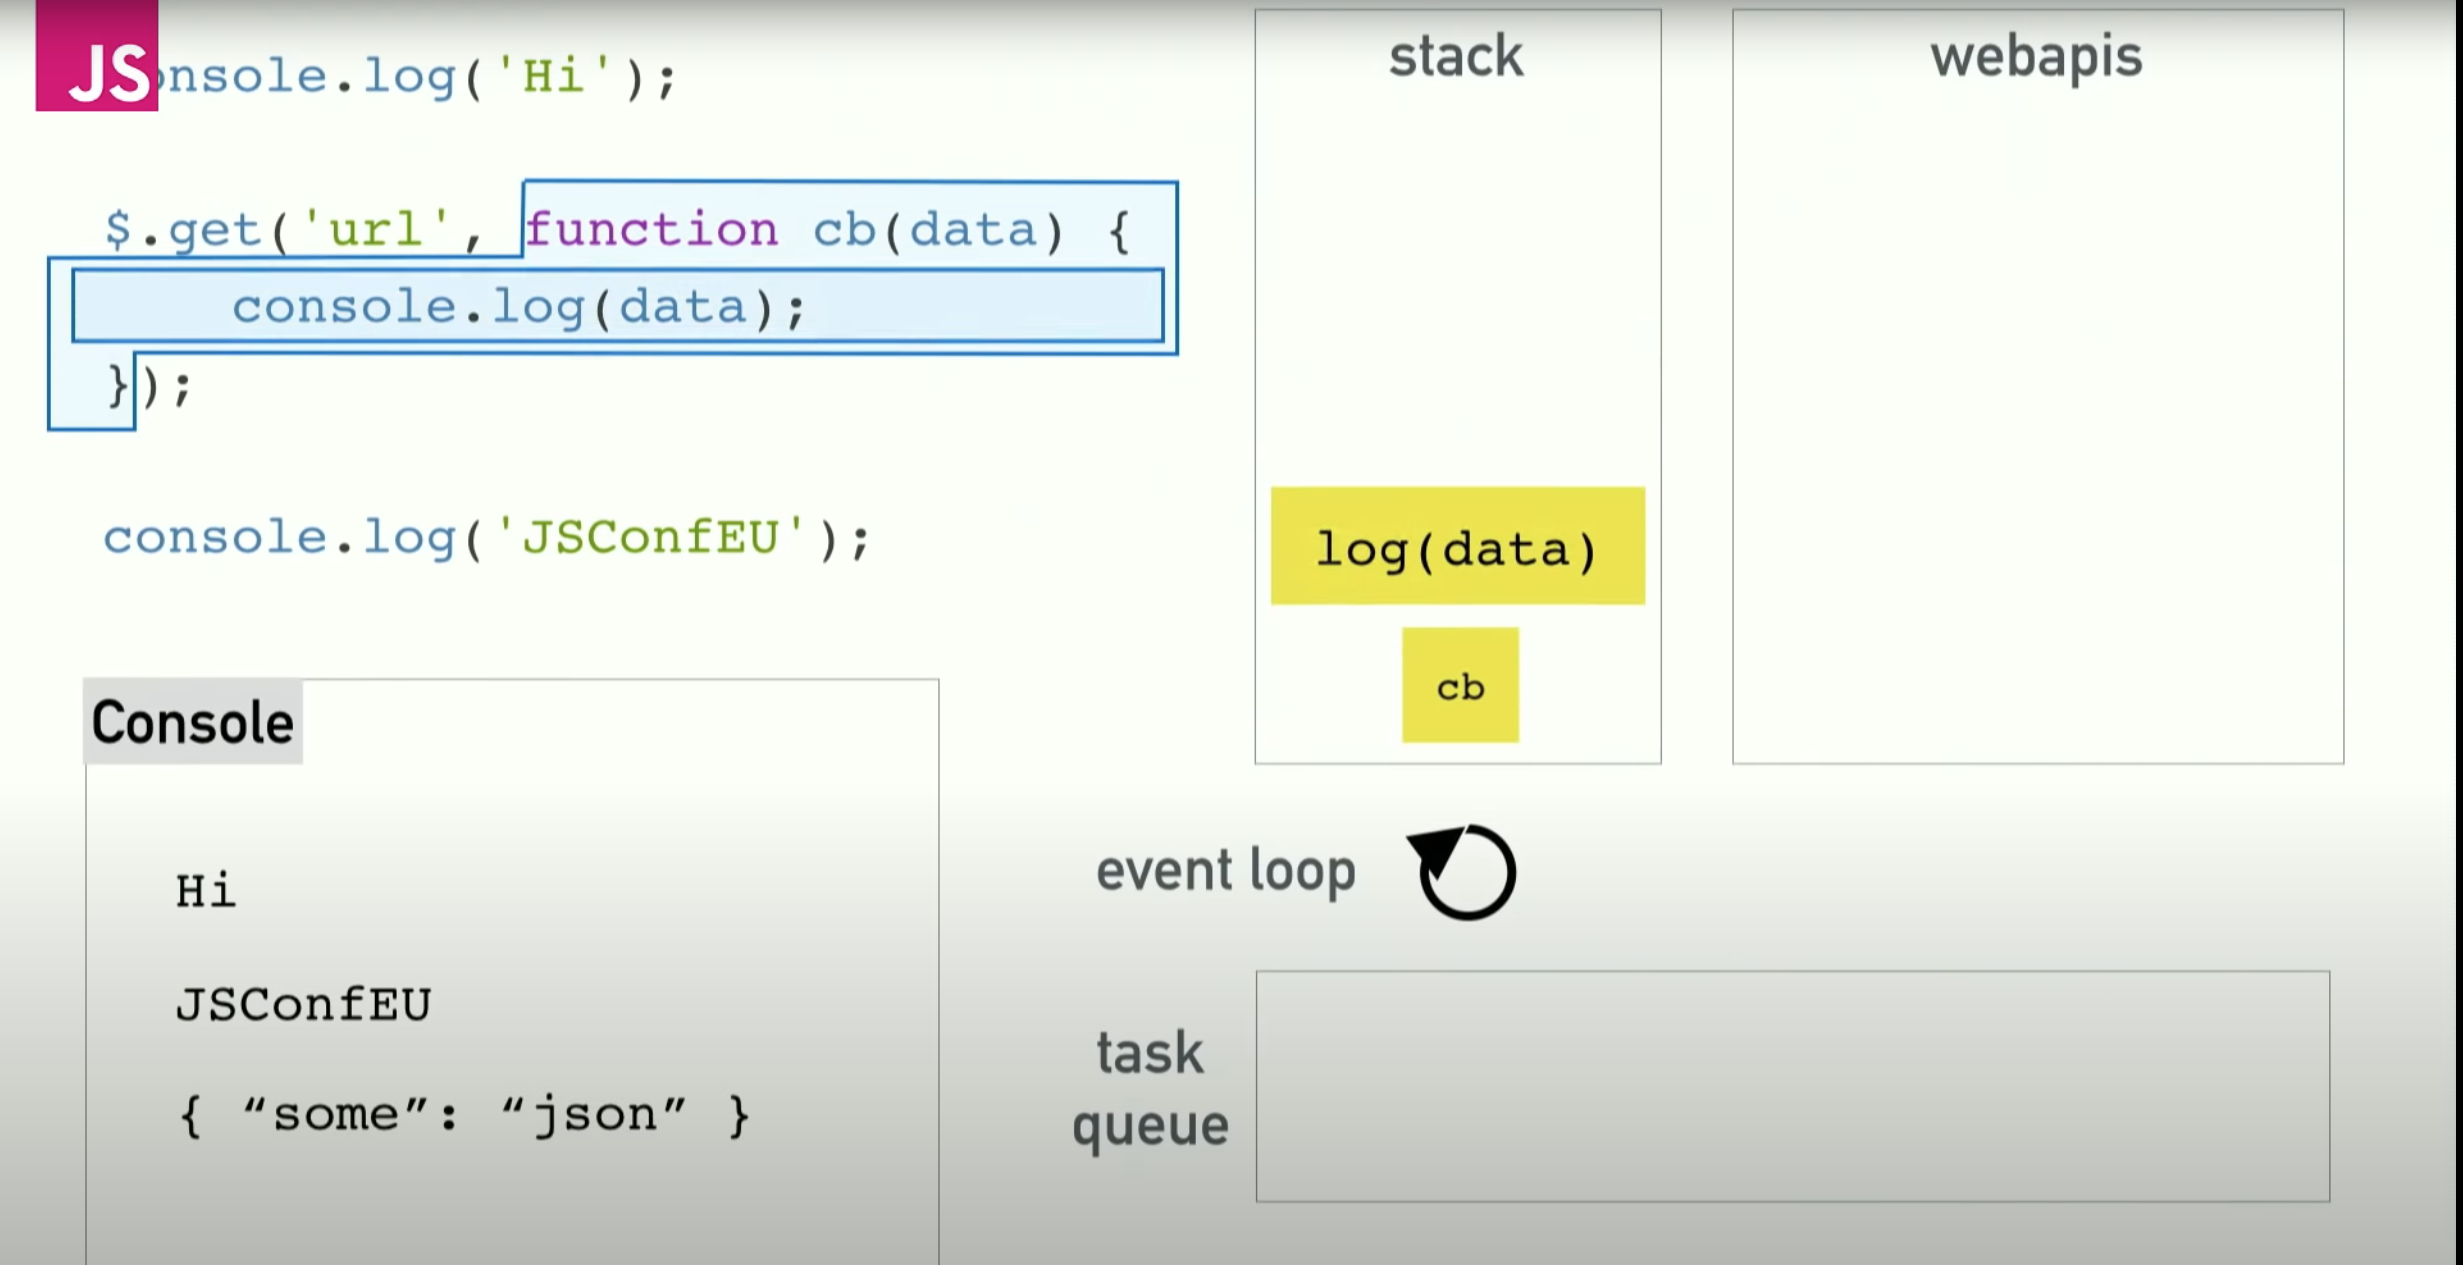 JS
onsole.log('Hi');
$.get('url', function cb(data) {
console.log(data);
});
console.log('JSConfEU');
Console
Hi
JSConfEU
{ “some”: “json” }
stack
log(data)
cb
webapis
event loop
task
queue